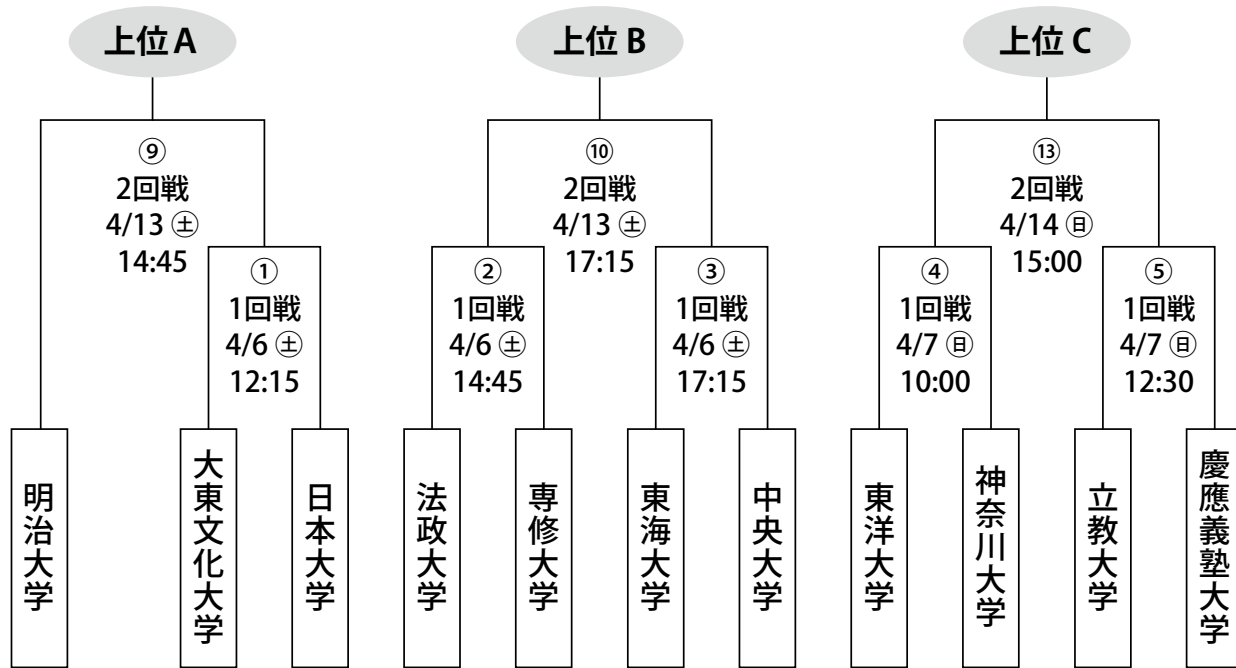 上位 A
上位 B
上位 C
⑨
2回戦
4/13 ㊏
14:45
⑩
2回戦
4/13 ㊏
17:15
⑬
2回戦
4/14 ㊐
15:00
①
1回戦
4/6 ㊏
12:15
②
1回戦
4/6 ㊏
14:45
③
1回戦
4/6 ㊏
17:15
④
1回戦
4/7 ㊐
10:00
⑤
1回戦
4/7 ㊐
12:30
明治大学
大東文化大学
日本大学
法政大学
専修大学
東海大学
中央大学
東洋大学
神奈川大学
立教大学
慶應義塾大学